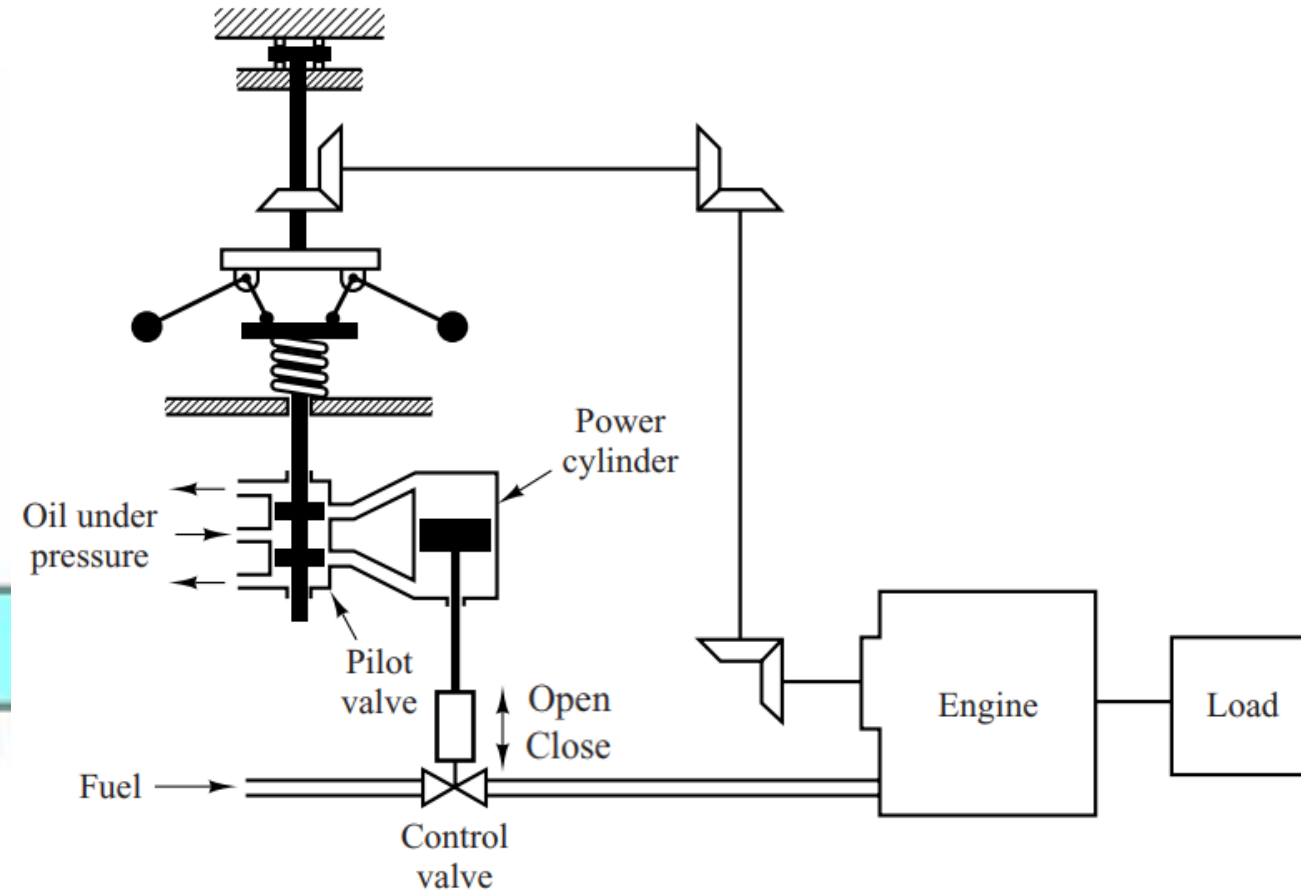 Power
cylinder
Oil under
pressure
Pilot
valve
Open
Close
Engine
Load
Fuel
Control
valve